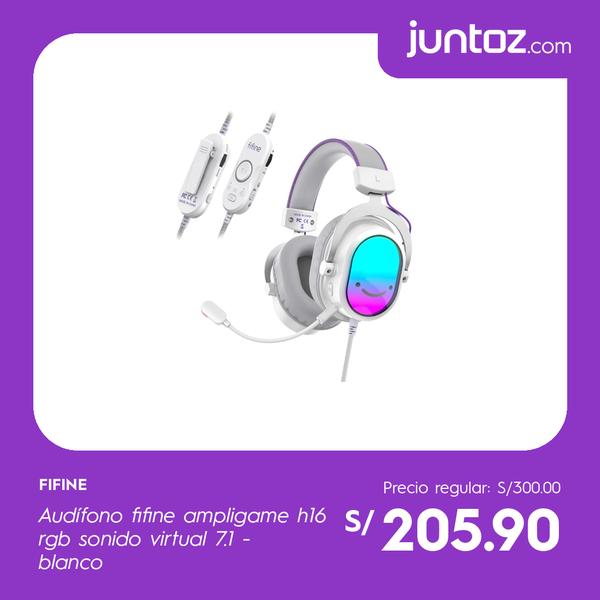 juntoz.com
fifine
L
FIFINE
Precio regular: S/300.00
Audífono fifine ampligame h16
rgb sonido virtual 7.1 -
blanco
S/ 205.90